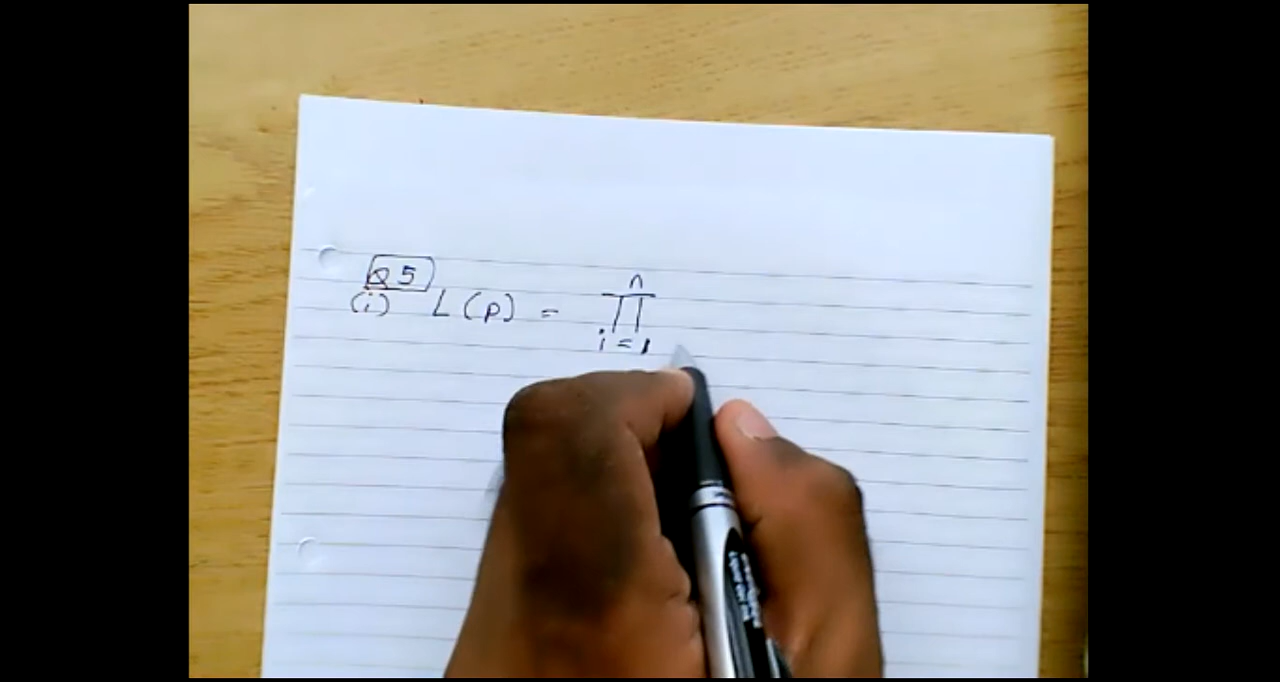 Q5
(i) L(p) = ∏
n
i = 1